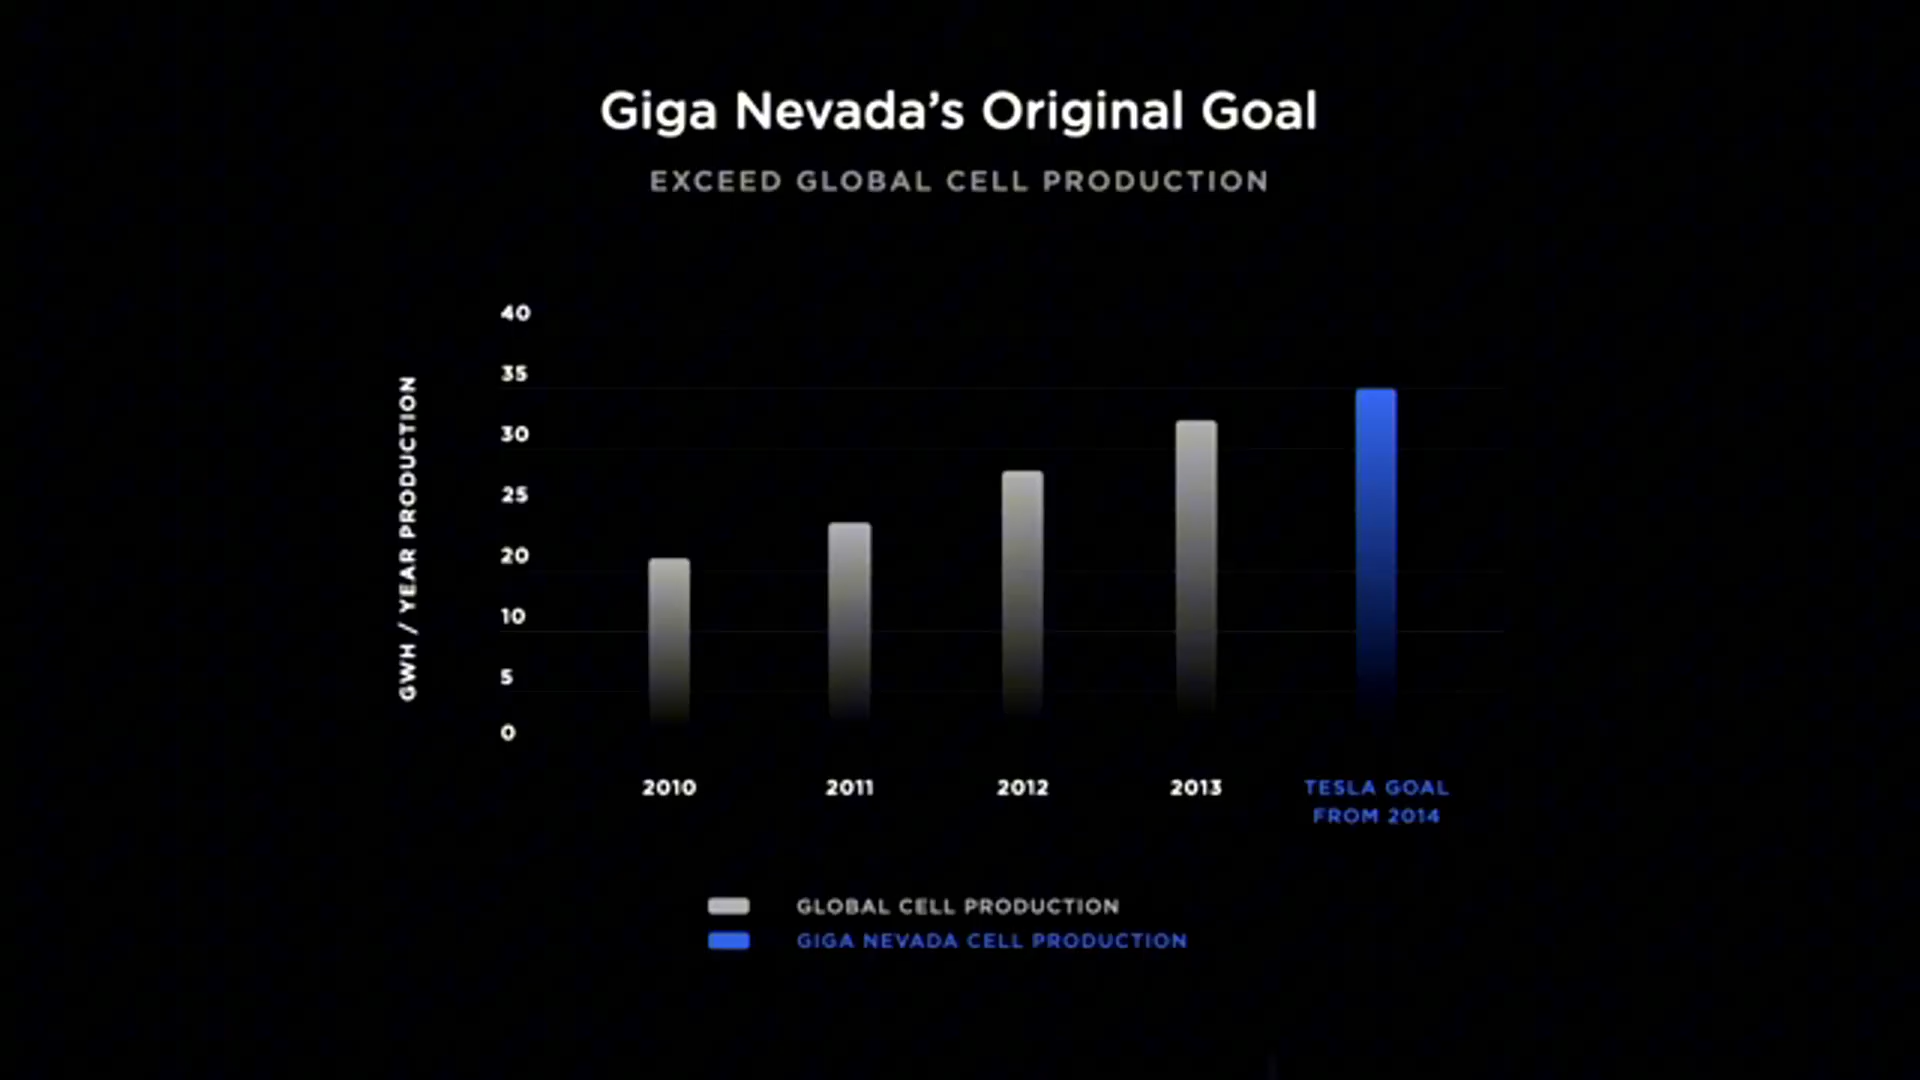 Giga Nevada’s Original Goal
EXCEED GLOBAL CELL PRODUCTION
GWH / YEAR PRODUCTION
40
35
30
25
20
10
5
0
2010
2011
2012
2013
TESLA GOAL
FROM 2014
GLOBAL CELL PRODUCTION
GIGA NEVADA CELL PRODUCTION